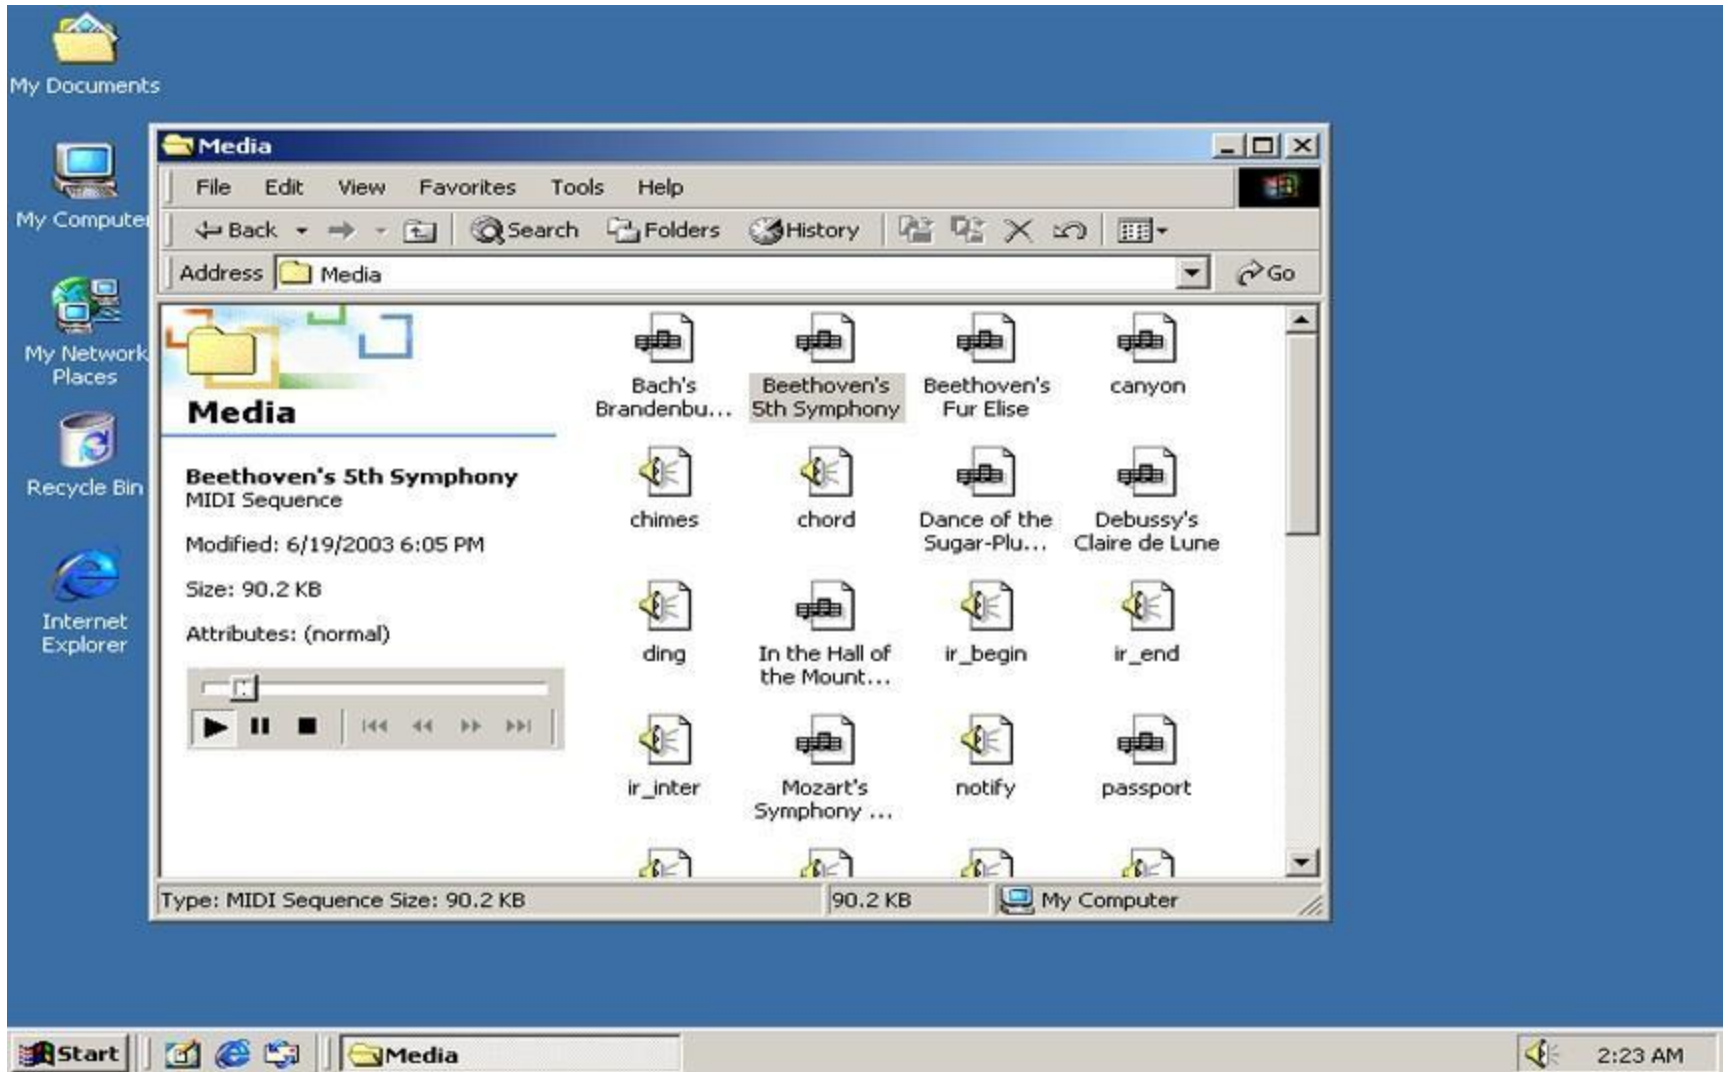 My Documents
My Computer
My Network
Places
Recycle Bin
Internet
Explorer
Media
File Edit View Favorites Tools Help
Back Search Folders History
Address Media Go
Media
Beethoven's 5th Symphony
MIDI Sequence
Modified: 6/19/2003 6:05 PM
Size: 90.2 KB
Attributes: (normal)
Bach's
Brandenbu...
Beethoven's
5th Symphony
Beethoven's
Fur Elise
canyon
chimes
chord
Dance of the
Sugar-Plu...
Debussy's
Claire de Lune
ding
In the Hall of
the Mount...
ir_begin
ir_end
ir_inter
Mozart's
Symphony ...
notify
passport
Type: MIDI Sequence Size: 90.2 KB 90.2 KB My Computer
Start Media 2:23 AM